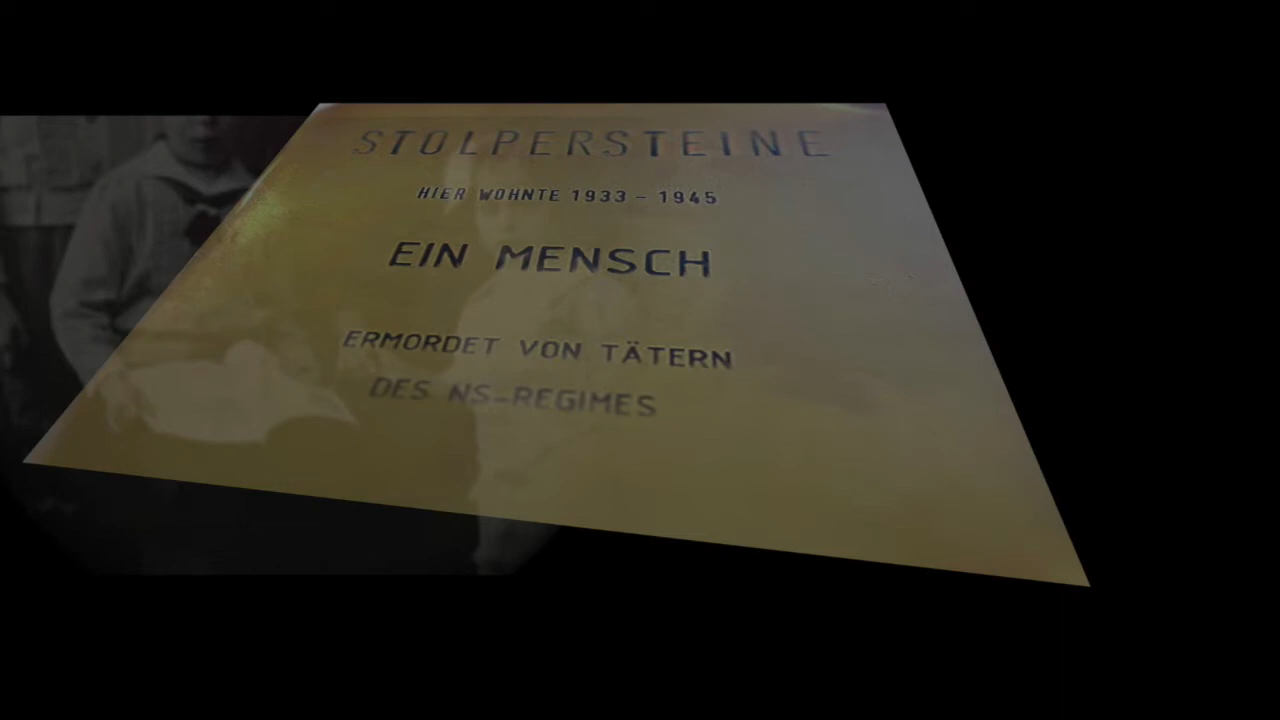 STOLPERSTEINE
HIER WOHNTE 1933 – 1945
EIN MENSCH
ERMORDET VON TÄTERN
DES NS-REGIMES